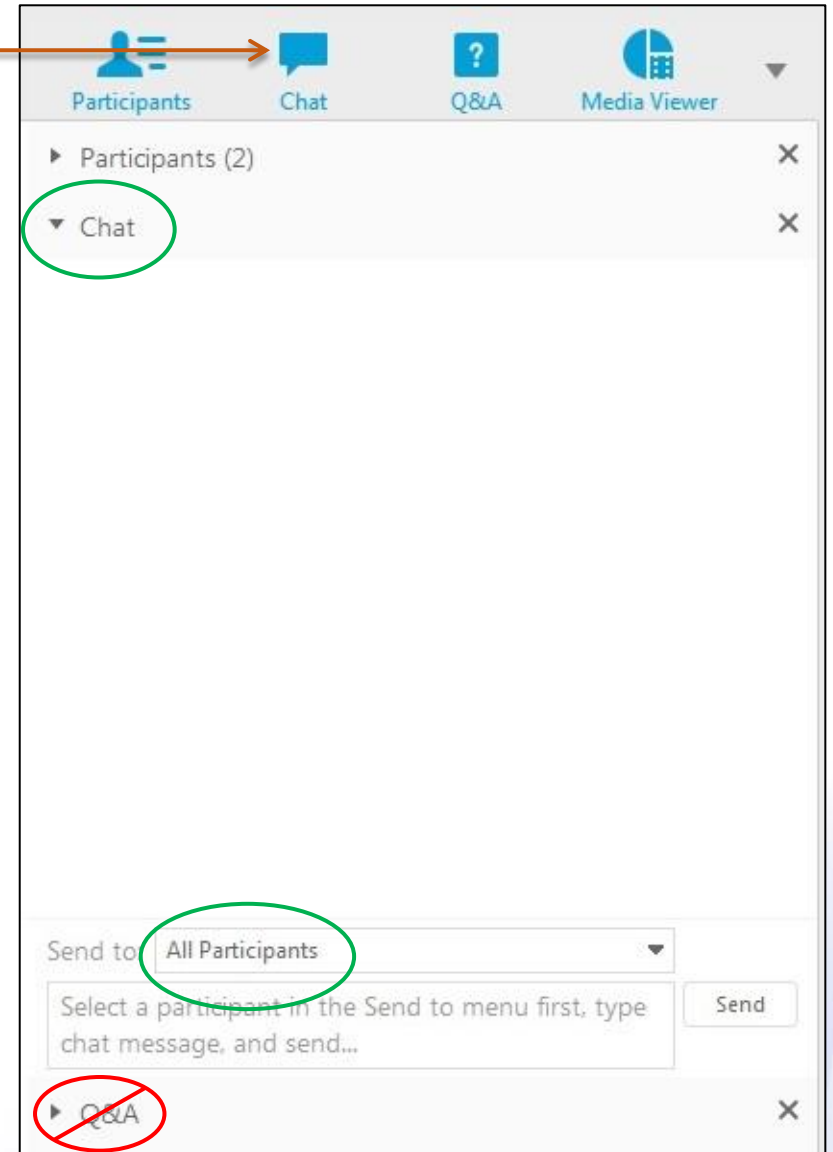 Participants Chat Q&A Media Viewer
Participants (2)
Chat
Send to: All Participants
Select a participant in the Send to menu first, type
chat message, and send...
Send
Q&A